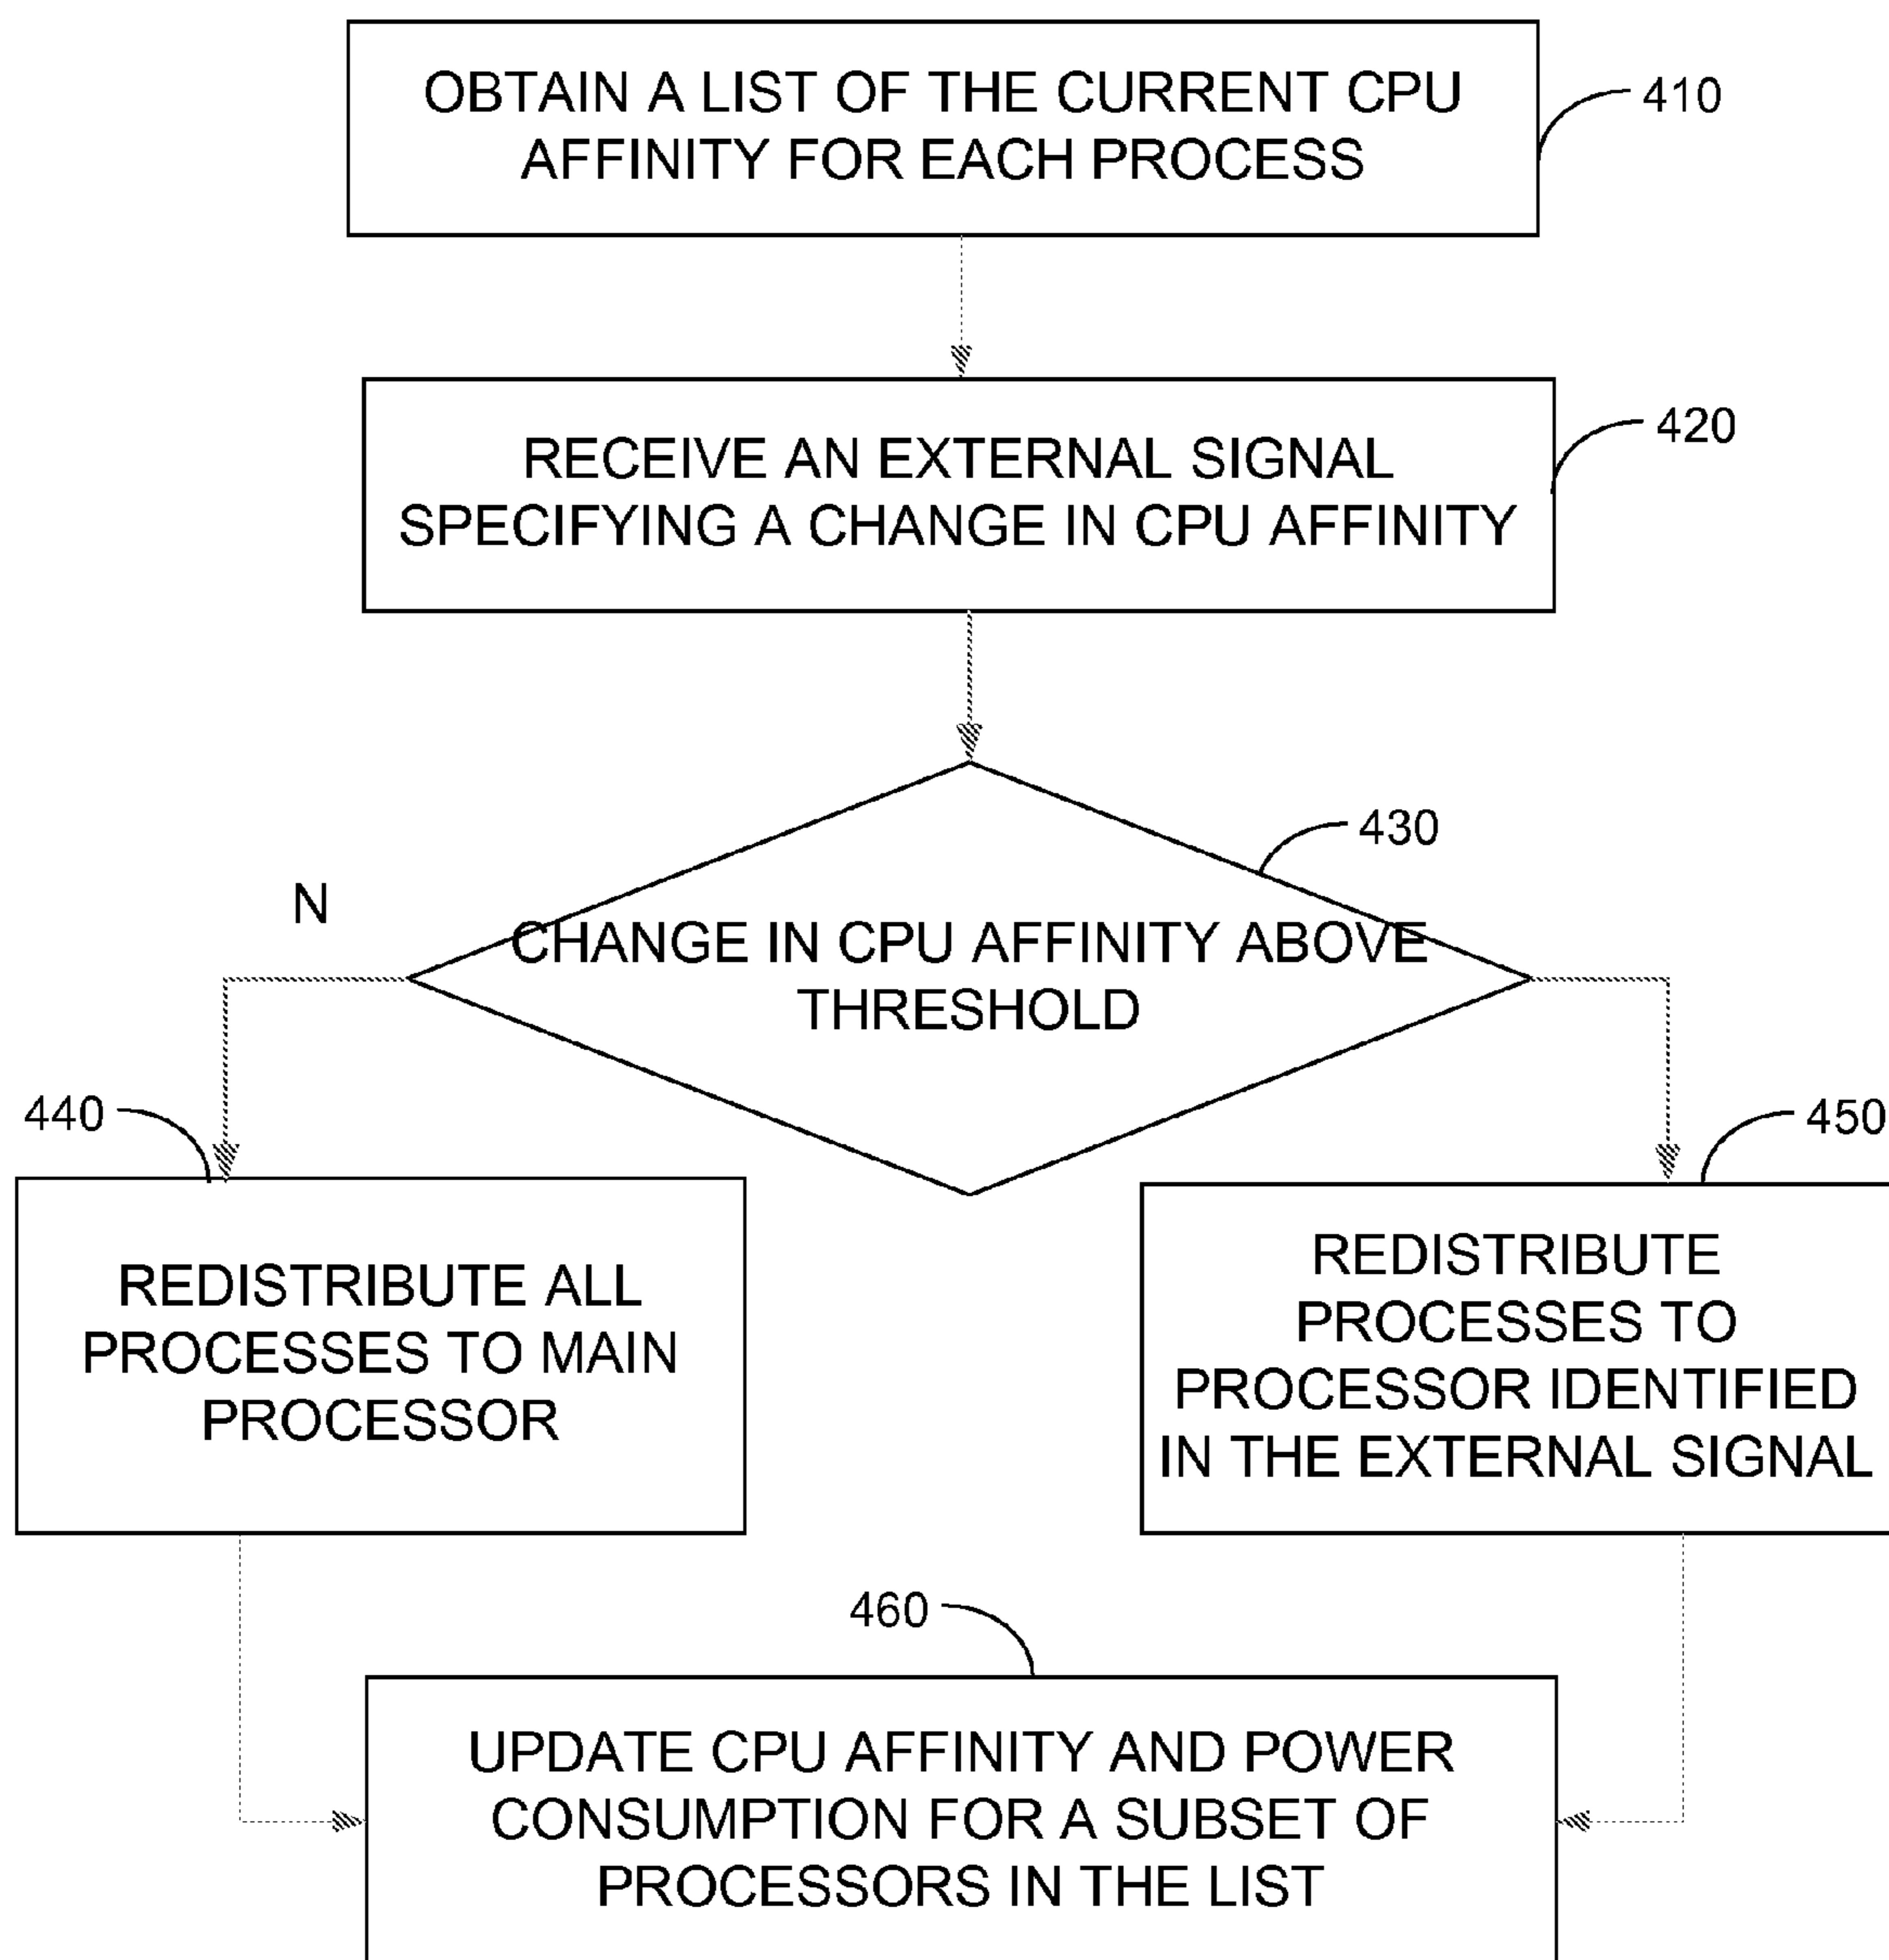 OBTAIN A LIST OF THE CURRENT CPU
AFFINITY FOR EACH PROCESS
410
RECEIVE AN EXTERNAL SIGNAL
SPECIFYING A CHANGE IN CPU AFFINITY
420
430
N
CHANGE IN CPU AFFINITY ABOVE
THRESHOLD
440
450
REDISTRIBUTE ALL
PROCESSES TO MAIN
PROCESSOR
REDISTRIBUTE
PROCESSES TO
PROCESSOR IDENTIFIED
IN THE EXTERNAL SIGNAL
460
UPDATE CPU AFFINITY AND POWER
CONSUMPTION FOR A SUBSET OF
PROCESSORS IN THE LIST